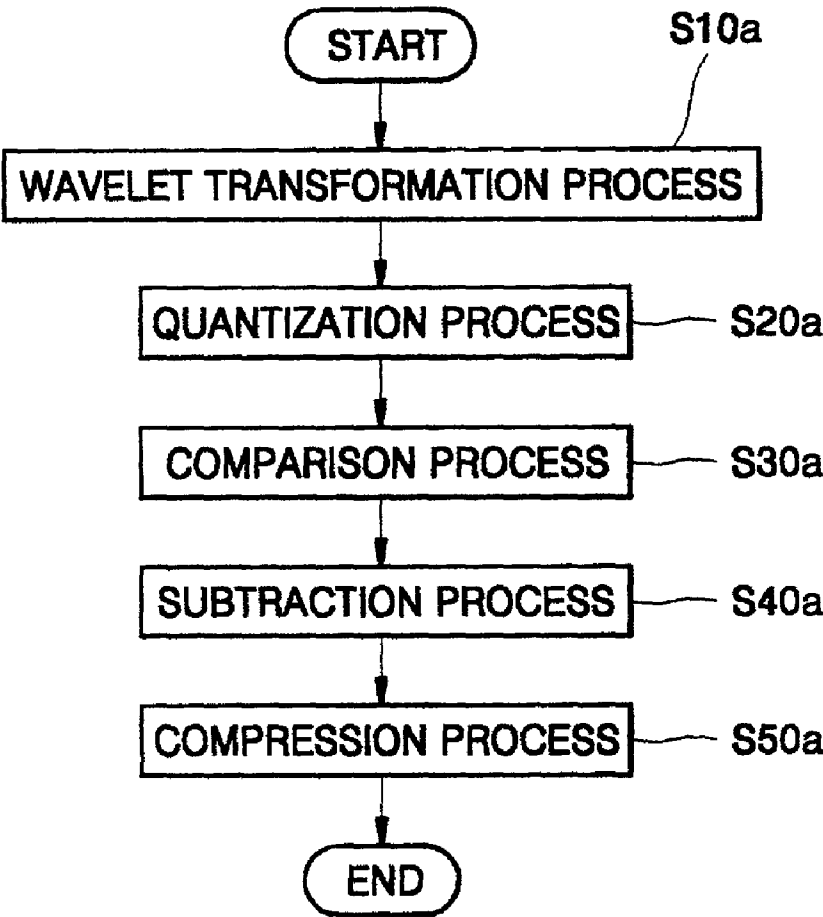 START
S10a
WAVELET TRANSFORMATION PROCESS
QUANTIZATION PROCESS
S20a
COMPARISON PROCESS
S30a
SUBTRACTION PROCESS
S40a
COMPRESSION PROCESS
S50a
END